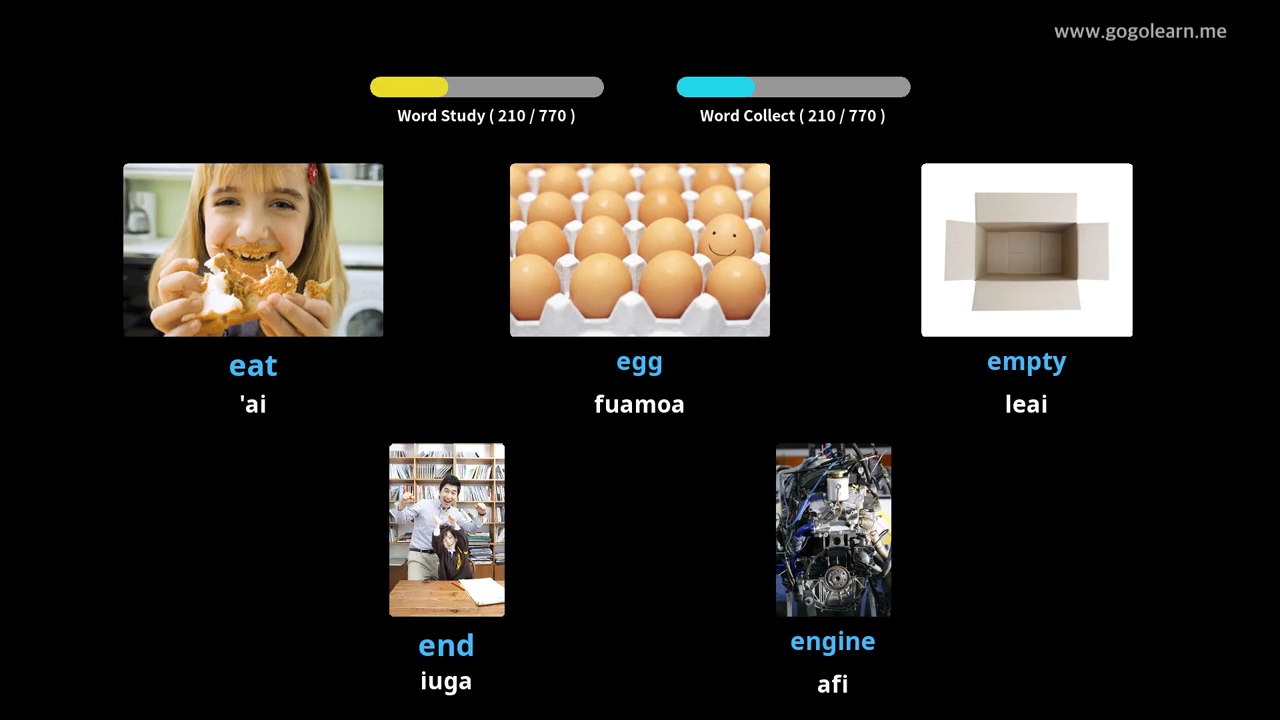 www.gogolearn.me
Word Study ( 210 / 770 )
Word Collect ( 210 / 770 )
eat
egg
empty
'ai
fuamoa
leai
end
engine
iuga
afi